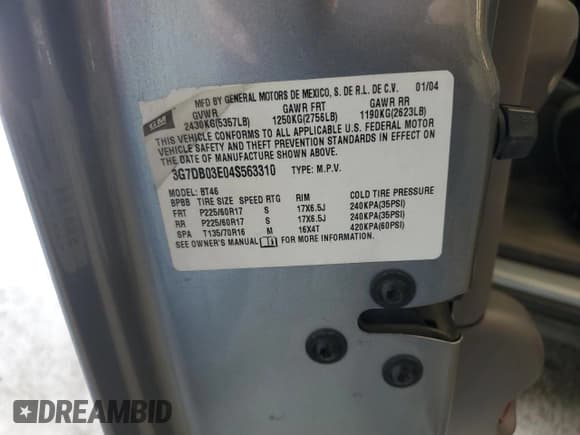 MFD BY GENERAL MOTORS DE MEXICO, S. DE R.L. DE C.V. 01/04
GVWR GAWR FRT GAWR RR
2430KG(5357LB) 1250KG(2756LB) 1190KG(2623LB)
THIS VEHICLE CONFORMS TO ALL APPLICABLE U.S. FEDERAL MOTOR
VEHICLE SAFETY AND THEFT PREVENTION STANDARDS IN EFFECT ON
THE DATE OF MANUFACTURE SHOWN ABOVE.
3G7DB03E04S563310 TYPE: M.P.V.
MODEL: BT46
BPBB TIRE SIZE SPEED RTG RIM COLD TIRE PRESSURE
FRT P225/60R17 S 17X6.5J 240KPA(35PSI)
RR P225/60R17 S 17X6.5J 240KPA(35PSI)
SPA T135/70R16 M 16X4T 420KPA(60PSI)
SEE OWNER'S MANUAL FOR MORE INFORMATION
DREAMBID